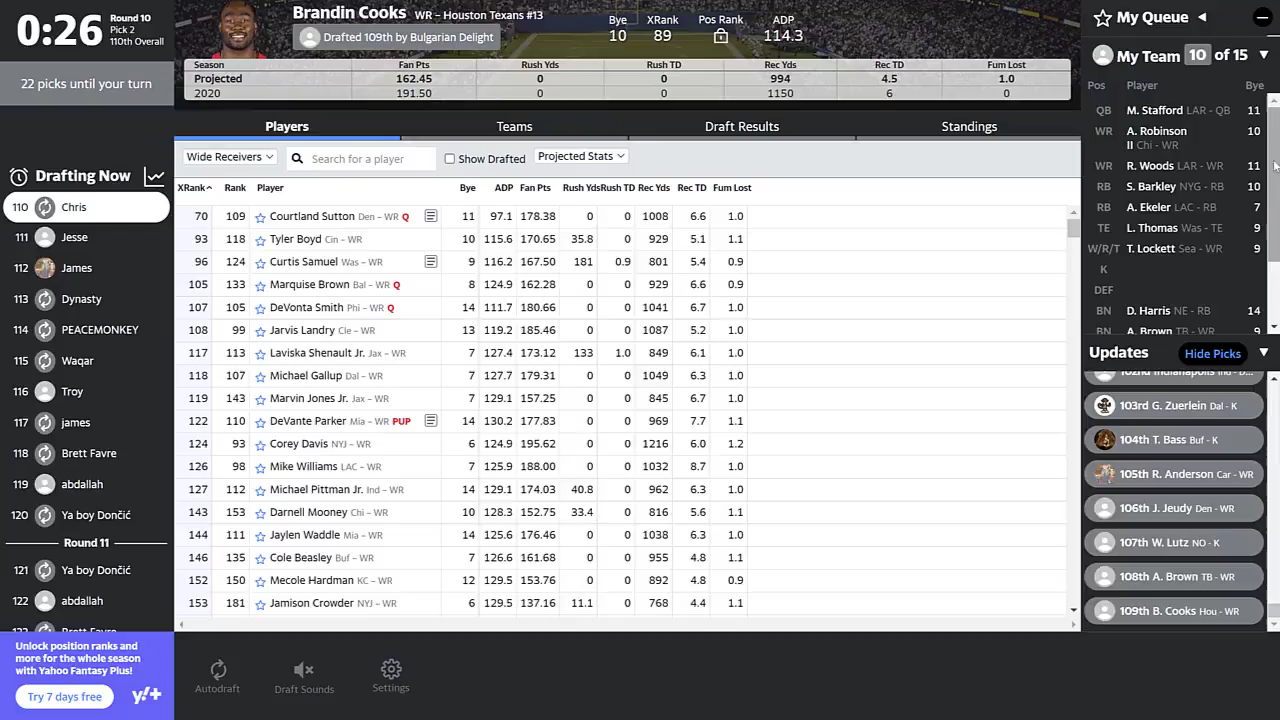 0:26
Round 10
Pick 2
110th Overall
22 picks until your turn
Drafting Now
110 Chris
111 Jesse
112 James
113 Dynasty
114 PEACEMONKEY
115 Waqar
116 Troy
117 james
118 Brett Favre
119 abdallah
120 Ya boy Dončić
Round 11
121 Ya boy Dončić
122 abdallah
Unlock position ranks and
more for the whole season
with Yahoo Fantasy Plus!
Try 7 days free
y!+
Brandin Cooks WR – Houston Texans #13
Drafted 109th by Bulgarian Delight
Bye XRank Pos Rank ADP
10 89 114.3
Season Fan Pts Rush Yds Rush TD Rec Yds Rec TD Fum Lost
Projected 162.45 0 0 994 4.5 1.0
2020 191.50 0 0 1150 6 0
Players Teams Draft Results Standings
Wide Receivers Search for a player Show Drafted Projected Stats
XRank Rank Player Bye ADP Fan Pts Rush Yds Rush TD Rec Yds Rec TD Fum Lost
70 109 Courtland Sutton Den – WR Q 11 97.1 178.38 0 0 1008 6.6 1.0
93 118 Tyler Boyd Cin – WR 10 115.6 170.65 35.8 0 929 5.1 1.1
96 124 Curtis Samuel Was – WR 9 116.2 167.50 181 0.9 801 5.4 0.9
105 133 Marquise Brown Bal – WR Q 8 124.9 162.28 0 0 929 6.6 0.9
107 105 DeVonta Smith Phi – WR Q 14 111.7 180.66 0 0 1041 6.7 1.0
108 99 Jarvis Landry Cle – WR 13 119.2 185.46 0 0 1087 5.2 1.0
117 113 Laviska Shenault Jr. Jax – WR 7 127.4 173.12 133 1.0 849 6.1 1.0
118 107 Michael Gallup Dal – WR 7 127.7 179.31 0 0 1049 6.3 1.0
119 143 Marvin Jones Jr. Jax – WR 7 129.1 157.25 0 0 845 6.7 1.0
122 110 DeVante Parker Mia – WR PUP 14 130.2 177.83 0 0 969 7.7 1.1
124 93 Corey Davis NYJ – WR 6 124.9 195.62 0 0 1216 6.0 1.2
126 98 Mike Williams LAC – WR 7 125.9 188.00 0 0 1032 8.7 1.0
127 112 Michael Pittman Jr. Ind – WR 14 129.1 174.03 40.8 0 962 6.3 1.0
143 153 Darnell Mooney Chi – WR 10 128.3 152.75 33.4 0 816 5.6 1.1
144 111 Jaylen Waddle Mia – WR 14 125.6 176.46 0 0 1038 6.3 1.0
146 135 Cole Beasley Buf – WR 7 126.6 161.68 0 0 955 4.8 1.1
152 150 Mecole Hardman KC – WR 12 129.5 153.76 0 0 892 4.8 0.9
153 181 Jamison Crowder NYJ – WR 6 129.5 137.16 11.1 0 768 4.4 1.1
Autodraft Draft Sounds Settings
My Queue
My Team 10 of 15
Pos Player Bye
QB M. Stafford LAR - QB 11
WR A. Robinson 10
II Chi - WR
WR R. Woods LAR - WR 11
RB S. Barkley NYG - RB 10
RB A. Ekeler LAC - RB 7
TE L. Thomas Was - TE 9
W/R/T T. Lockett Sea - WR 9
K
DEF
BN D. Harris NE - RB 14
BN A. Brown TB - WR 9
Updates Hide Picks
102nd Indianapolis Ind - D...
103rd G. Zuerlein Dal - K
104th T. Bass Buf - K
105th R. Anderson Car - WR
106th J. Jeudy Den - WR
107th W. Lutz NO - K
108th A. Brown TB - WR
109th B. Cooks Hou - WR